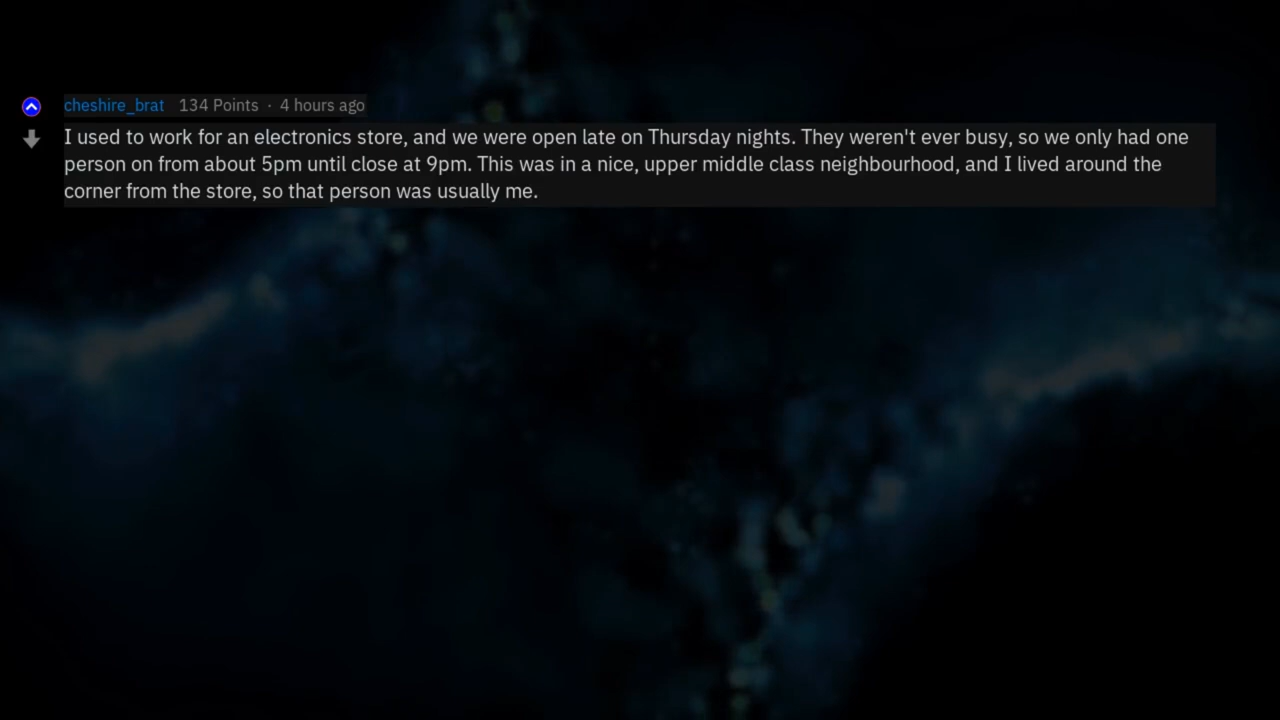 cheshire_brat 134 Points · 4 hours ago
I used to work for an electronics store, and we were open late on Thursday nights. They weren't ever busy, so we only had one
person on from about 5pm until close at 9pm. This was in a nice, upper middle class neighbourhood, and I lived around the
corner from the store, so that person was usually me.